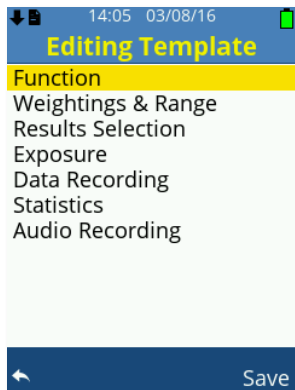 14:05 03/08/16
Editing Template
Function
Weightings & Range
Results Selection
Exposure
Data Recording
Statistics
Audio Recording
Save